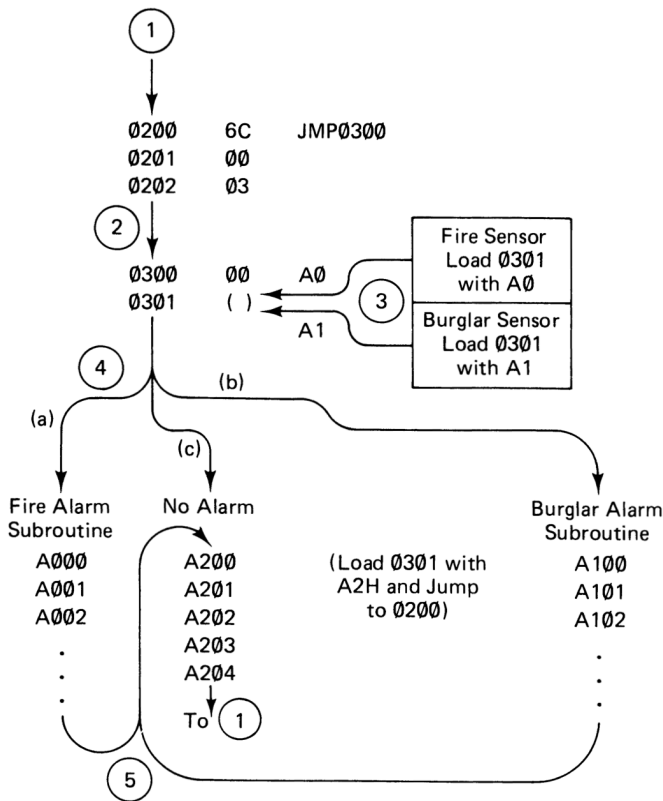 1
0200 6C JMP0300
0201 00
0202 03
2
0300 00 A0
0301 ( )
A1
3
Fire Sensor
Load 0301
with A0
Burglar Sensor
Load 0301
with A1
4
(a)
(b)
(c)
Fire Alarm
Subroutine
A000
A001
A002
No Alarm
A200
A201
A202
A203
A204
To 1
(Load 0301 with
A2H and Jump
to 0200)
Burglar Alarm
Subroutine
A100
A101
A102
5